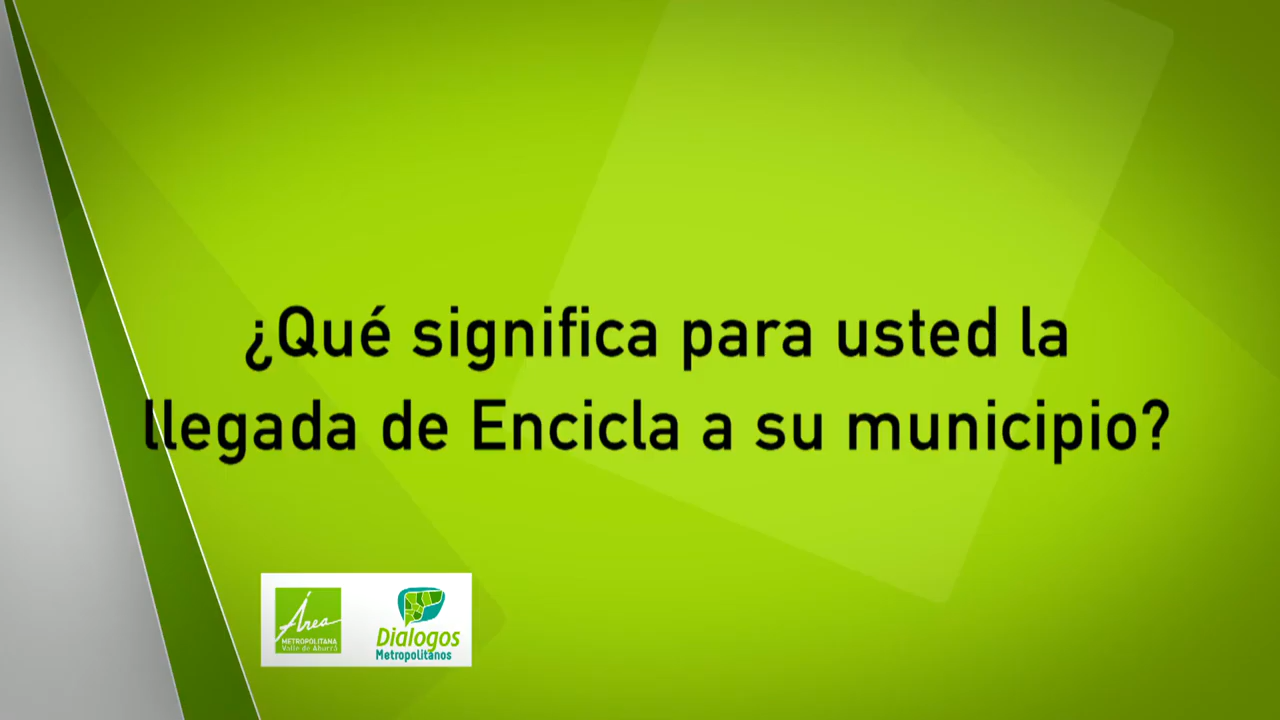 ¿Qué significa para usted la
llegada de Encicla a su municipio?
Área
METROPOLITANA
Valle de Aburrá
Dialogos
Metropolitanos